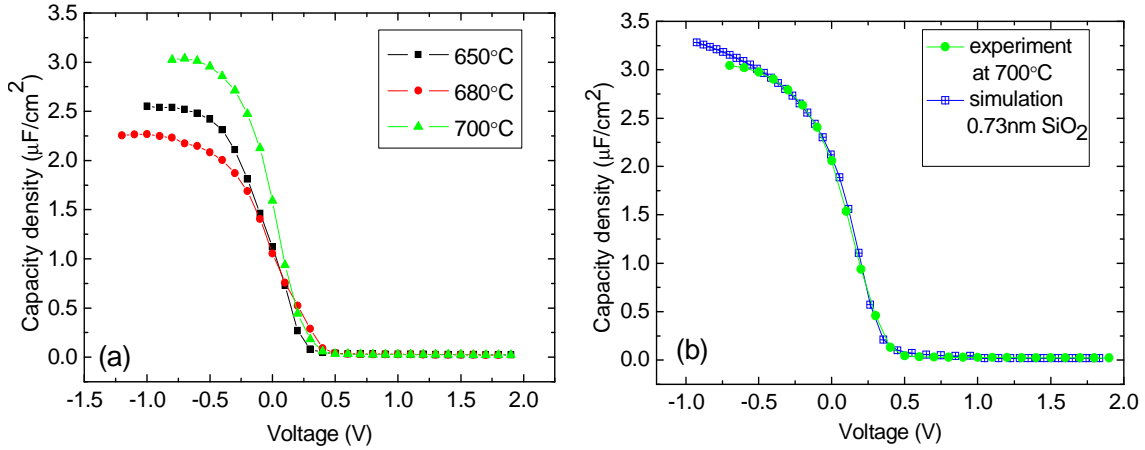 3.5
3.0
2.5
2.0
1.5
1.0
0.5
0.0
Capacity density (μF/cm2)
650°C
680°C
700°C
(a)
-1.0 -0.5 0.0 0.5 1.0 1.5 2.0
Voltage (V)
3.5
3.0
2.5
2.0
1.5
1.0
0.5
0.0
Capacity density (μF/cm2)
experiment
at 700°C
simulation
0.73nm SiO2
(b)
-1.0 -0.5 0.0 0.5 1.0 1.5 2.0
Voltage (V)